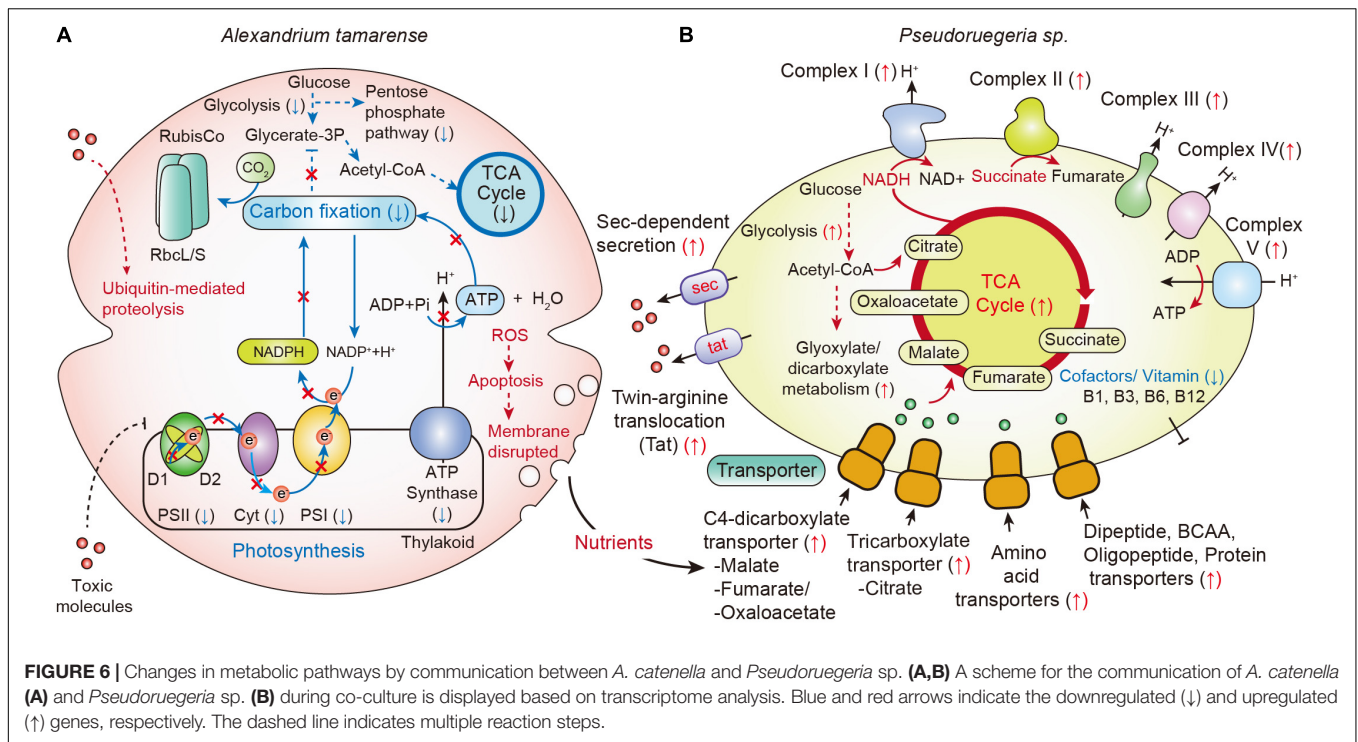 A
Alexandrium tamarense
Glucose
Glycolysis (↓)
Pentose
phosphate
pathway (↓)
RubisCo
Glycerate-3P
CO2
Acetyl-CoA
TCA
Cycle
(↓)
Carbon fixation (↓)
RbcL/S
Ubiquitin-mediated
proteolysis
H+
ADP+Pi
ATP
+ H2O
NADPH
NADP++H+
ROS
Apoptosis
Membrane
disrupted
e-
e-
e-
e-
e-
D1
D2
PSII (↓)
Cyt (↓)
PSI (↓)
ATP
Synthase
(↓)
Photosynthesis
Thylakoid
Toxic
molecules
Nutrients
B
Pseudoruegeria sp.
Complex I (↑)
H+
Complex II (↑)
Complex III (↑)
H+
Complex IV(↑)
H+
Complex
V (↑)
NADH
NAD+
Succinate
Fumarate
Glucose
Glycolysis (↑)
Acetyl-CoA
Citrate
Oxaloacetate
TCA
Cycle (↑)
Malate
Fumarate
Succinate
Glyoxylate/
dicarboxylate
metabolism (↑)
ADP
ATP
H+
Cofactors/ Vitamin (↓)
B1, B3, B6, B12
Sec-dependent
secretion (↑)
sec
tat
Twin-arginine
translocation
(Tat) (↑)
Transporter
C4-dicarboxylate
transporter (↑)
-Malate
-Fumarate/
-Oxaloacetate
Tricarboxylate
transporter (↑)
-Citrate
Amino
acid
transporters (↑)
Dipeptide, BCAA,
Oligopeptide, Protein
transporters (↑)
FIGURE 6 | Changes in metabolic pathways by communication between A. catenella and Pseudoruegeria sp. (A,B) A scheme for the communication of A. catenella
(A) and Pseudoruegeria sp. (B) during co-culture is displayed based on transcriptome analysis. Blue and red arrows indicate the downregulated (↓) and upregulated
(↑) genes, respectively. The dashed line indicates multiple reaction steps.